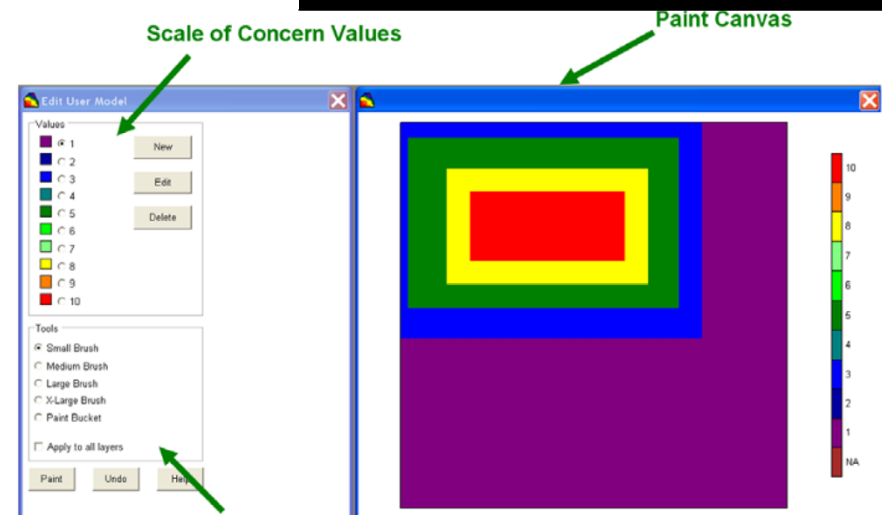 Paint Canvas
Scale of Concern Values
Edit User Model
Values
1
New
2
3
Edit
4
5
Delete
6
7
8
9
10
Tools
Small Brush
Medium Brush
Large Brush
X-Large Brush
Paint Bucket
Apply to all layers
Paint Undo Help
10
9
8
7
6
5
4
3
2
1
NA